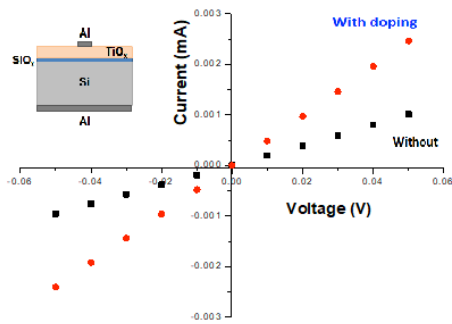 Al
TiOx
SiOx
Si
Al
Current (mA)
With doping
Without
Voltage (V)
0.003
0.002
0.001
0.000
-0.001
-0.002
-0.003
-0.06
-0.04
-0.02
0.00
0.02
0.04
0.06